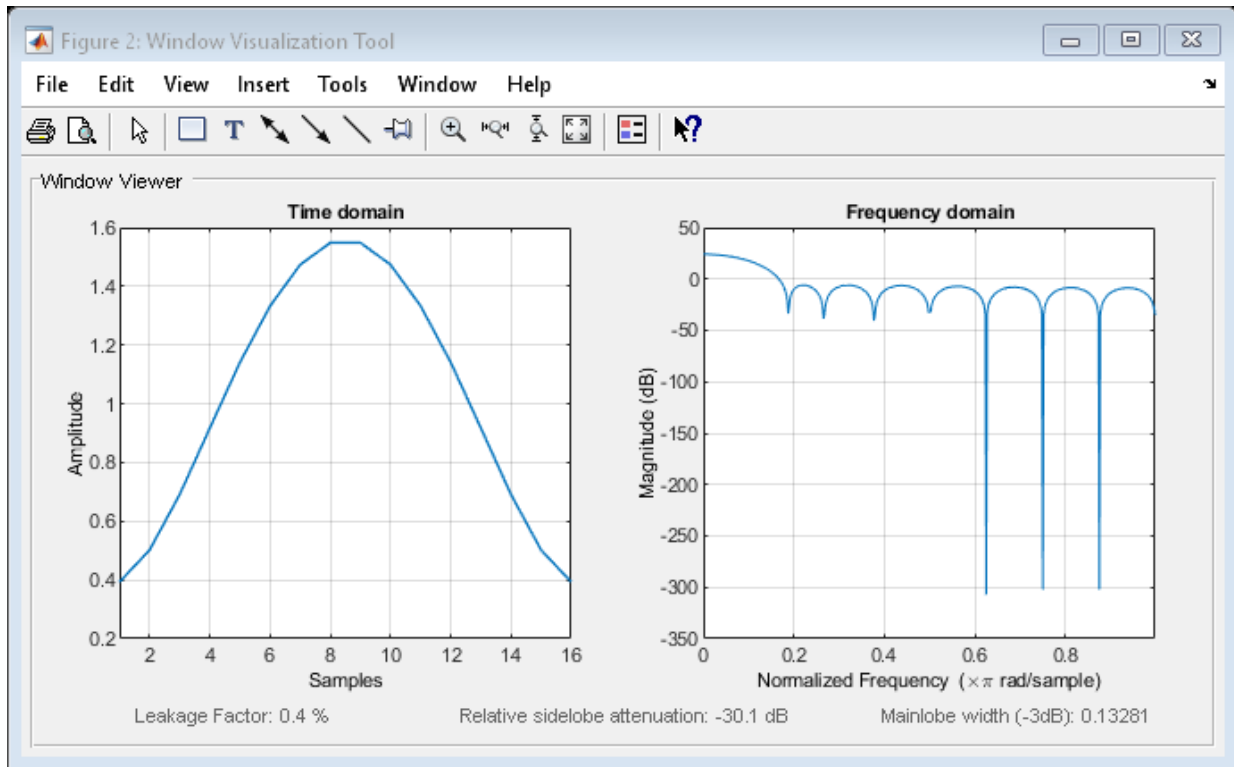 Figure 2: Window Visualization Tool
File Edit View Insert Tools Window Help
T ?
Window Viewer
Time domain
1.6
1.4
1.2
1
0.8
0.6
0.4
0.2
2 4 6 8 10 12 14 16
Amplitude
Samples
Frequency domain
50
0
-50
-100
-150
-200
-250
-300
-350
0 0.2 0.4 0.6 0.8
Magnitude (dB)
Normalized Frequency (×π rad/sample)
Leakage Factor: 0.4 % Relative sidelobe attenuation: -30.1 dB Mainlobe width (-3dB): 0.13281